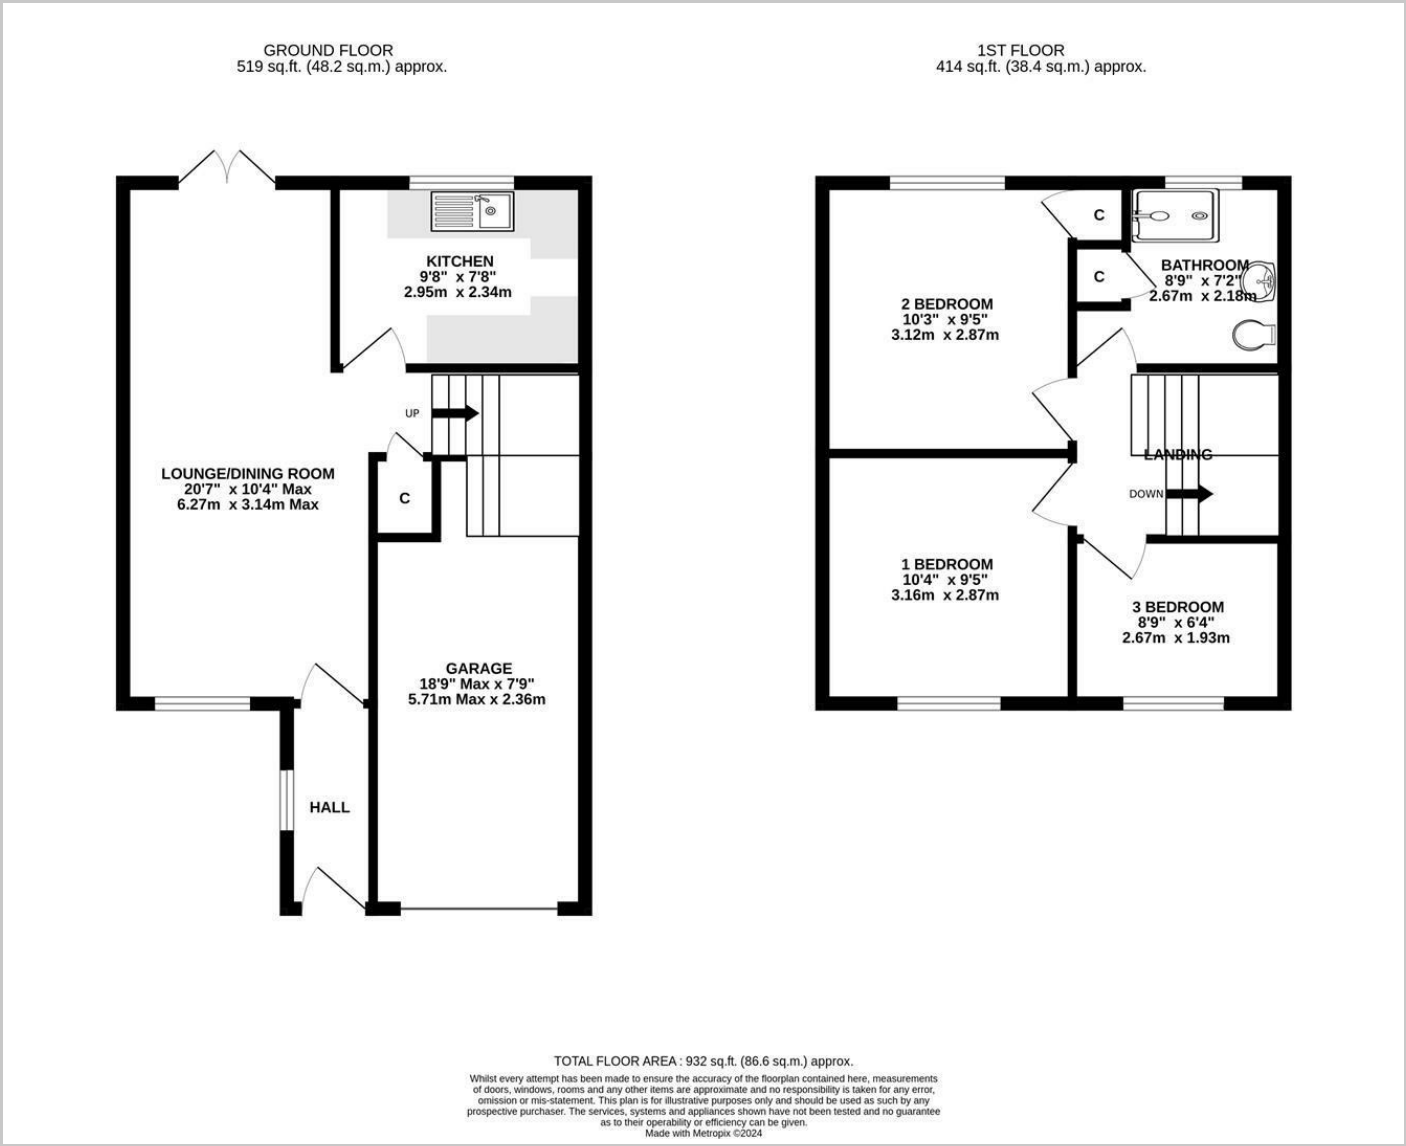 GROUND FLOOR
519 sq.ft. (48.2 sq.m.) approx.
1ST FLOOR
414 sq.ft. (38.4 sq.m.) approx.
KITCHEN
9'8" x 7'8"
2.95m x 2.34m
UP
LOUNGE/DINING ROOM
20'7" x 10'4" Max
6.27m x 3.14m Max
C
GARAGE
18'9" Max x 7'9"
5.71m Max x 2.36m
HALL
C
C
BATHROOM
8'9" x 7'2"
2.67m x 2.18m
2 BEDROOM
10'3" x 9'5"
3.12m x 2.87m
LANDING
DOWN
1 BEDROOM
10'4" x 9'5"
3.16m x 2.87m
3 BEDROOM
8'9" x 6'4"
2.67m x 1.93m
TOTAL FLOOR AREA : 932 sq.ft. (86.6 sq.m.) approx.
Whilst every attempt has been made to ensure the accuracy of the floorplan contained here, measurements
of doors, windows, rooms and any other items are approximate and no responsibility is taken for any error,
omission or mis-statement. This plan is for illustrative purposes only and should be used as such by any
prospective purchaser. The services, systems and appliances shown have not been tested and no guarantee
as to their operability or efficiency can be given.
Made with Metropix ©2024